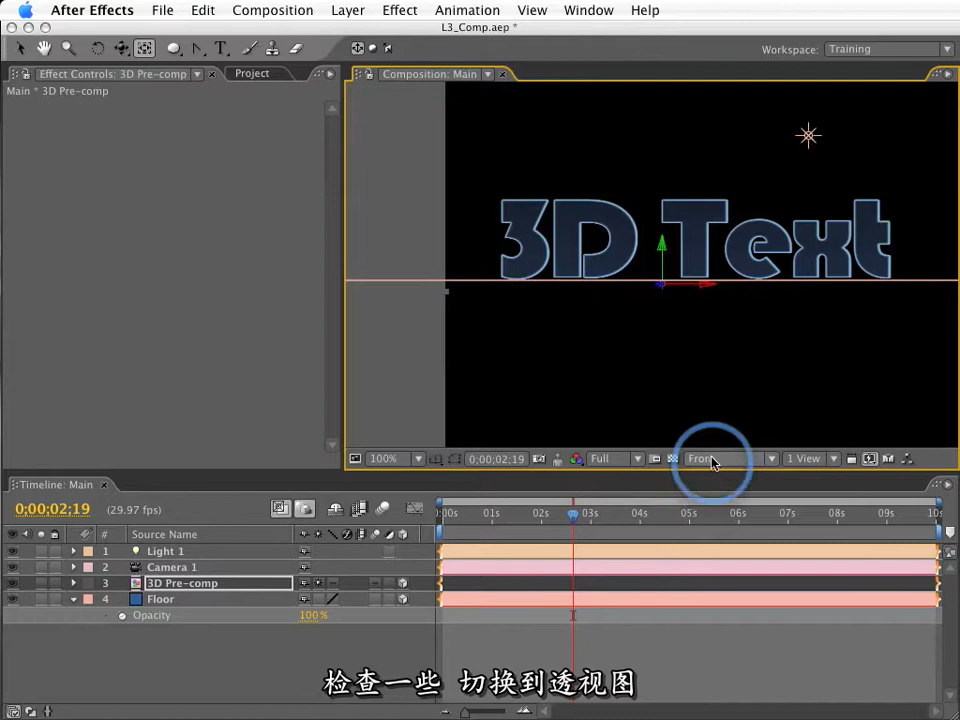 After Effects File Edit Composition Layer Effect Animation View Window Help
L3_Comp.aep *
T Workspace: Training
Effect Controls: 3D Pre-comp Project Composition: Main
Main * 3D Pre-comp
3D Text
100% 0;00;02;19 Full Front 1 View
Timeline: Main
0;00;02;19 (29.97 fps) :00s 01s 02s 03s 04s 05s 06s 07s 08s 09s 10s
# Source Name
1 Light 1
2 Camera 1
3 3D Pre-comp
4 Floor
Opacity 100%
检查一些 切换到透视图